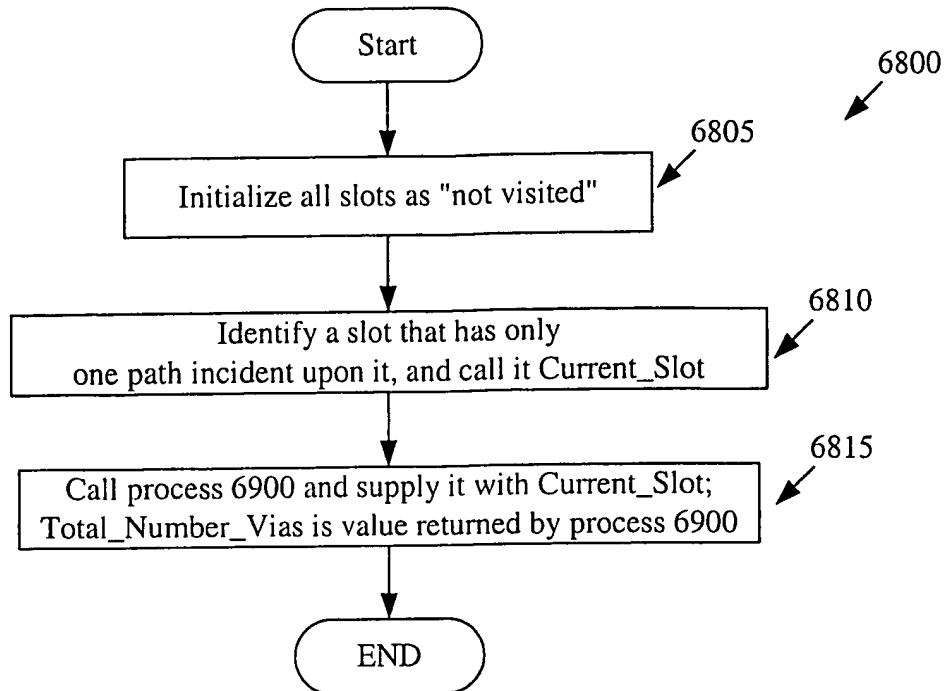 Start
6800
6805
Initialize all slots as "not visited"
6810
Identify a slot that has only
one path incident upon it, and call it Current_Slot
6815
Call process 6900 and supply it with Current_Slot;
Total_Number_Vias is value returned by process 6900
END